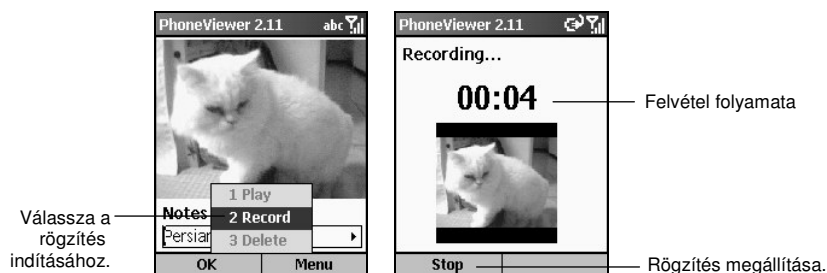 PhoneViewer 2.11 abc
Notes
Persian
1 Play
2 Record
3 Delete
OK Menu
Válassza a
rögzítés
indításához.
PhoneViewer 2.11
Recording...
00:04
Felvétel folyamata
Stop
Rögzítés megállítása.